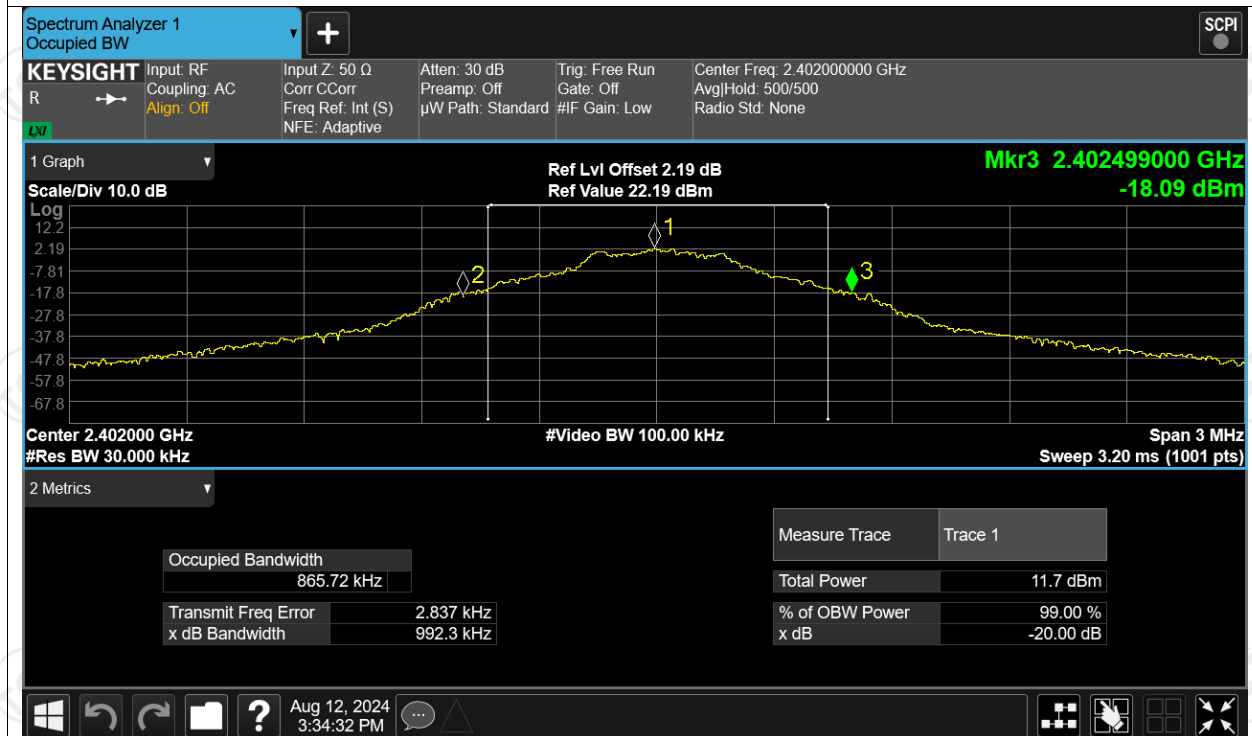 Spectrum Analyzer 1
Occupied BW
+
SCPI
KEYSIGHT
R
LXI
Input: RF
Coupling: AC
Align: Off
Input Z: 50 Ω
Corr CCorr
Freq Ref: Int (S)
NFE: Adaptive
Atten: 30 dB
Preamp: Off
µW Path: Standard
Trig: Free Run
Gate: Off
#IF Gain: Low
Center Freq: 2.402000000 GHz
Avg|Hold: 500/500
Radio Std: None
1 Graph
Scale/Div 10.0 dB
Ref Lvl Offset 2.19 dB
Ref Value 22.19 dBm
Mkr3 2.402499000 GHz
-18.09 dBm
Log
12.2
2.19
-7.81
-17.8
-27.8
-37.8
-47.8
-57.8
-67.8
1
2
3
Center 2.402000 GHz
#Video BW 100.00 kHz
Span 3 MHz
#Res BW 30.000 kHz
Sweep 3.20 ms (1001 pts)
2 Metrics
Occupied Bandwidth
865.72 kHz
Transmit Freq Error 2.837 kHz
x dB Bandwidth 992.3 kHz
Measure Trace Trace 1
Total Power 11.7 dBm
% of OBW Power 99.00 %
x dB -20.00 dB
?
Aug 12, 2024
3:34:32 PM